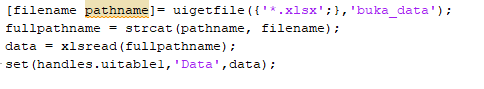 [filename pathname]= uigetfile({'*.xlsx';},'buka_data');
fullpathname = strcat(pathname, filename);
data = xlsread(fullpathname);
set(handles.uitable1,'Data',data);